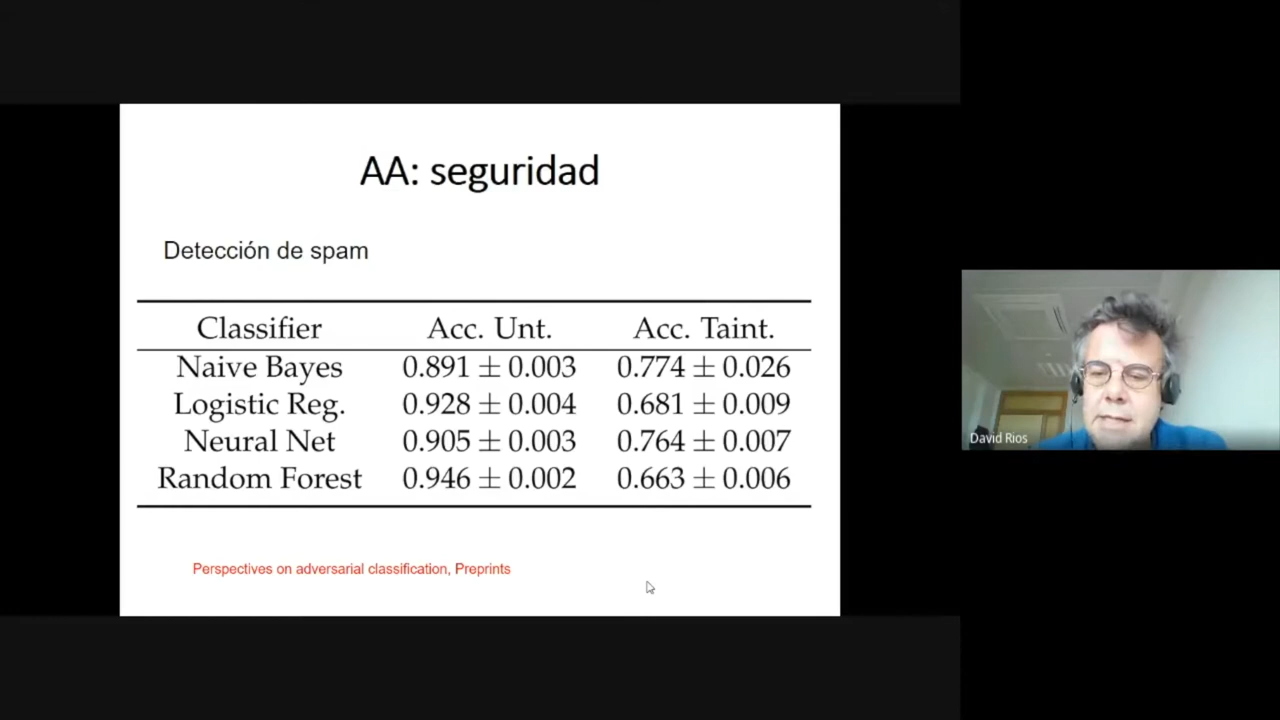 AA: seguridad
Detección de spam
Classifier Acc. Unt. Acc. Taint.
Naive Bayes 0.891 ± 0.003 0.774 ± 0.026
Logistic Reg. 0.928 ± 0.004 0.681 ± 0.009
Neural Net 0.905 ± 0.003 0.764 ± 0.007
Random Forest 0.946 ± 0.002 0.663 ± 0.006
Perspectives on adversarial classification, Preprints
David Rios